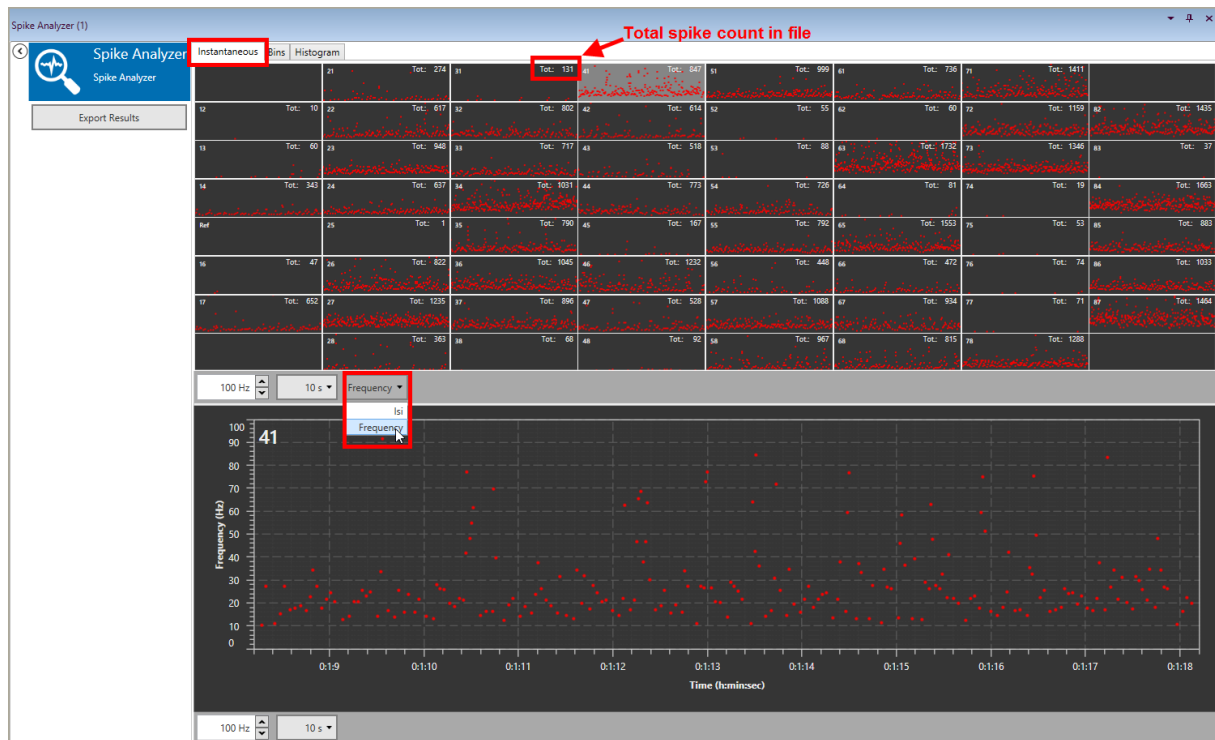 Spike Analyzer (1)
Total spike count in file
Spike Analyzer
Spike Analyzer
Export Results
Instantaneous Bins Histogram
21 Tot.: 274 31 Tot.: 131 41 Tot.: 847 51 Tot.: 999 61 Tot.: 736 71 Tot.: 1411
12 Tot.: 10 22 Tot.: 617 32 Tot.: 802 42 Tot.: 614 52 Tot.: 55 62 Tot.: 60 72 Tot.: 1159 82 Tot.: 1435
13 Tot.: 60 23 Tot.: 948 33 Tot.: 717 43 Tot.: 518 53 Tot.: 88 63 Tot.: 1732 73 Tot.: 1346 83 Tot.: 37
14 Tot.: 343 24 Tot.: 637 34 Tot.: 1031 44 Tot.: 773 54 Tot.: 726 64 Tot.: 81 74 Tot.: 19 84 Tot.: 1663
Ref 25 Tot.: 1 35 Tot.: 790 45 Tot.: 167 55 Tot.: 792 65 Tot.: 1553 75 Tot.: 53 85 Tot.: 883
16 Tot.: 47 26 Tot.: 822 36 Tot.: 1045 46 Tot.: 1232 56 Tot.: 448 66 Tot.: 472 76 Tot.: 74 86 Tot.: 1033
17 Tot.: 652 27 Tot.: 1235 37 Tot.: 896 47 Tot.: 528 57 Tot.: 1088 67 Tot.: 934 77 Tot.: 71 87 Tot.: 1464
28 Tot.: 363 38 Tot.: 68 48 Tot.: 92 58 Tot.: 967 68 Tot.: 815 78 Tot.: 1288
100 Hz 10 s Frequency
Isi
Frequency
41
Frequency (Hz)
100
90
80
70
60
50
40
30
20
10
0
0:1:9 0:1:10 0:1:11 0:1:12 0:1:13 0:1:14 0:1:15 0:1:16 0:1:17 0:1:18
Time (h:min:sec)
100 Hz 10 s